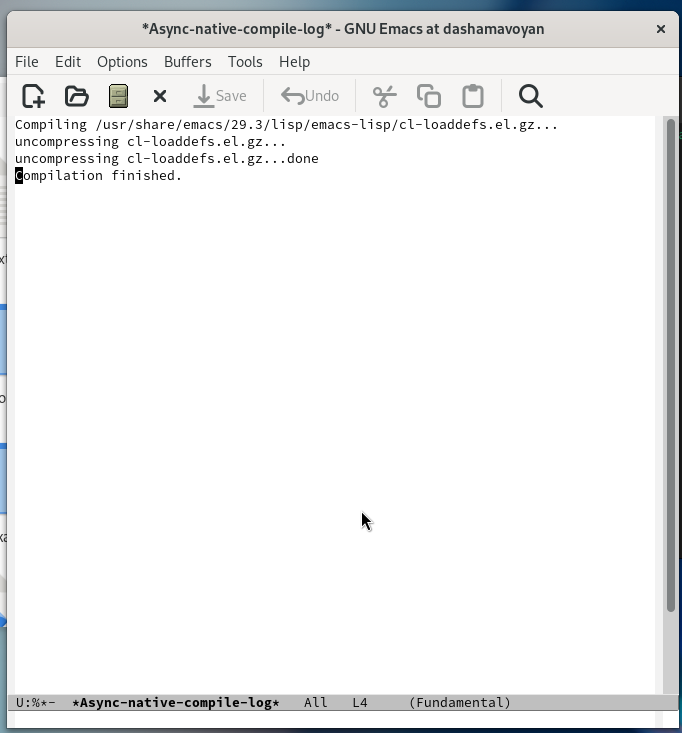 *Async-native-compile-log* - GNU Emacs at dashamavoyan
File Edit Options Buffers Tools Help
Save Undo
Compiling /usr/share/emacs/29.3/lisp/emacs-lisp/cl-loaddefs.el.gz...
uncompressing cl-loaddefs.el.gz...
uncompressing cl-loaddefs.el.gz...done
Compilation finished.
U:%*- *Async-native-compile-log* All L4 (Fundamental)